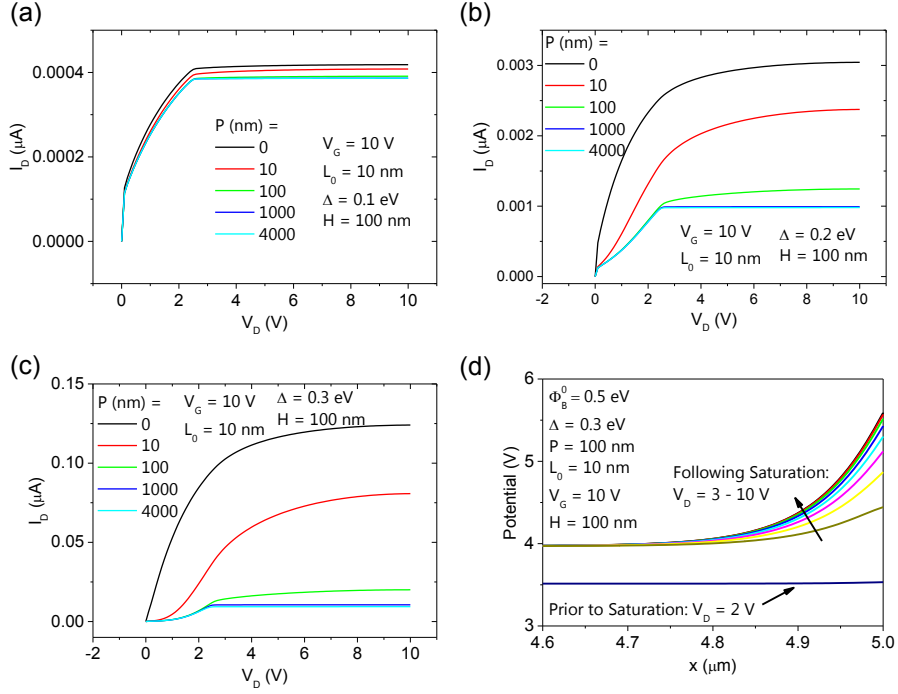 (a)
I_D (μA)
0.0004
0.0002
0.0000
P (nm) =
0
10
100
1000
4000
V_G = 10 V
L_0 = 10 nm
Δ = 0.1 eV
H = 100 nm
0 2 4 6 8 10
V_D (V)
(b)
I_D (μA)
0.003
0.002
0.001
0.000
P (nm) =
0
10
100
1000
4000
V_G = 10 V
L_0 = 10 nm
Δ = 0.2 eV
H = 100 nm
-2 0 2 4 6 8 10
V_D (V)
(c)
I_D (μA)
0.15
0.10
0.05
0.00
P (nm) =
0
10
100
1000
4000
V_G = 10 V
L_0 = 10 nm
Δ = 0.3 eV
H = 100 nm
-2 0 2 4 6 8 10
V_D (V)
(d)
Potential (V)
6
5
4
3
Φ_B^0 = 0.5 eV
Δ = 0.3 eV
P = 100 nm
L_0 = 10 nm
V_G = 10 V
H = 100 nm
Following Saturation:
V_D = 3 - 10 V
Prior to Saturation: V_D = 2 V
4.6 4.7 4.8 4.9 5.0
x (μm)